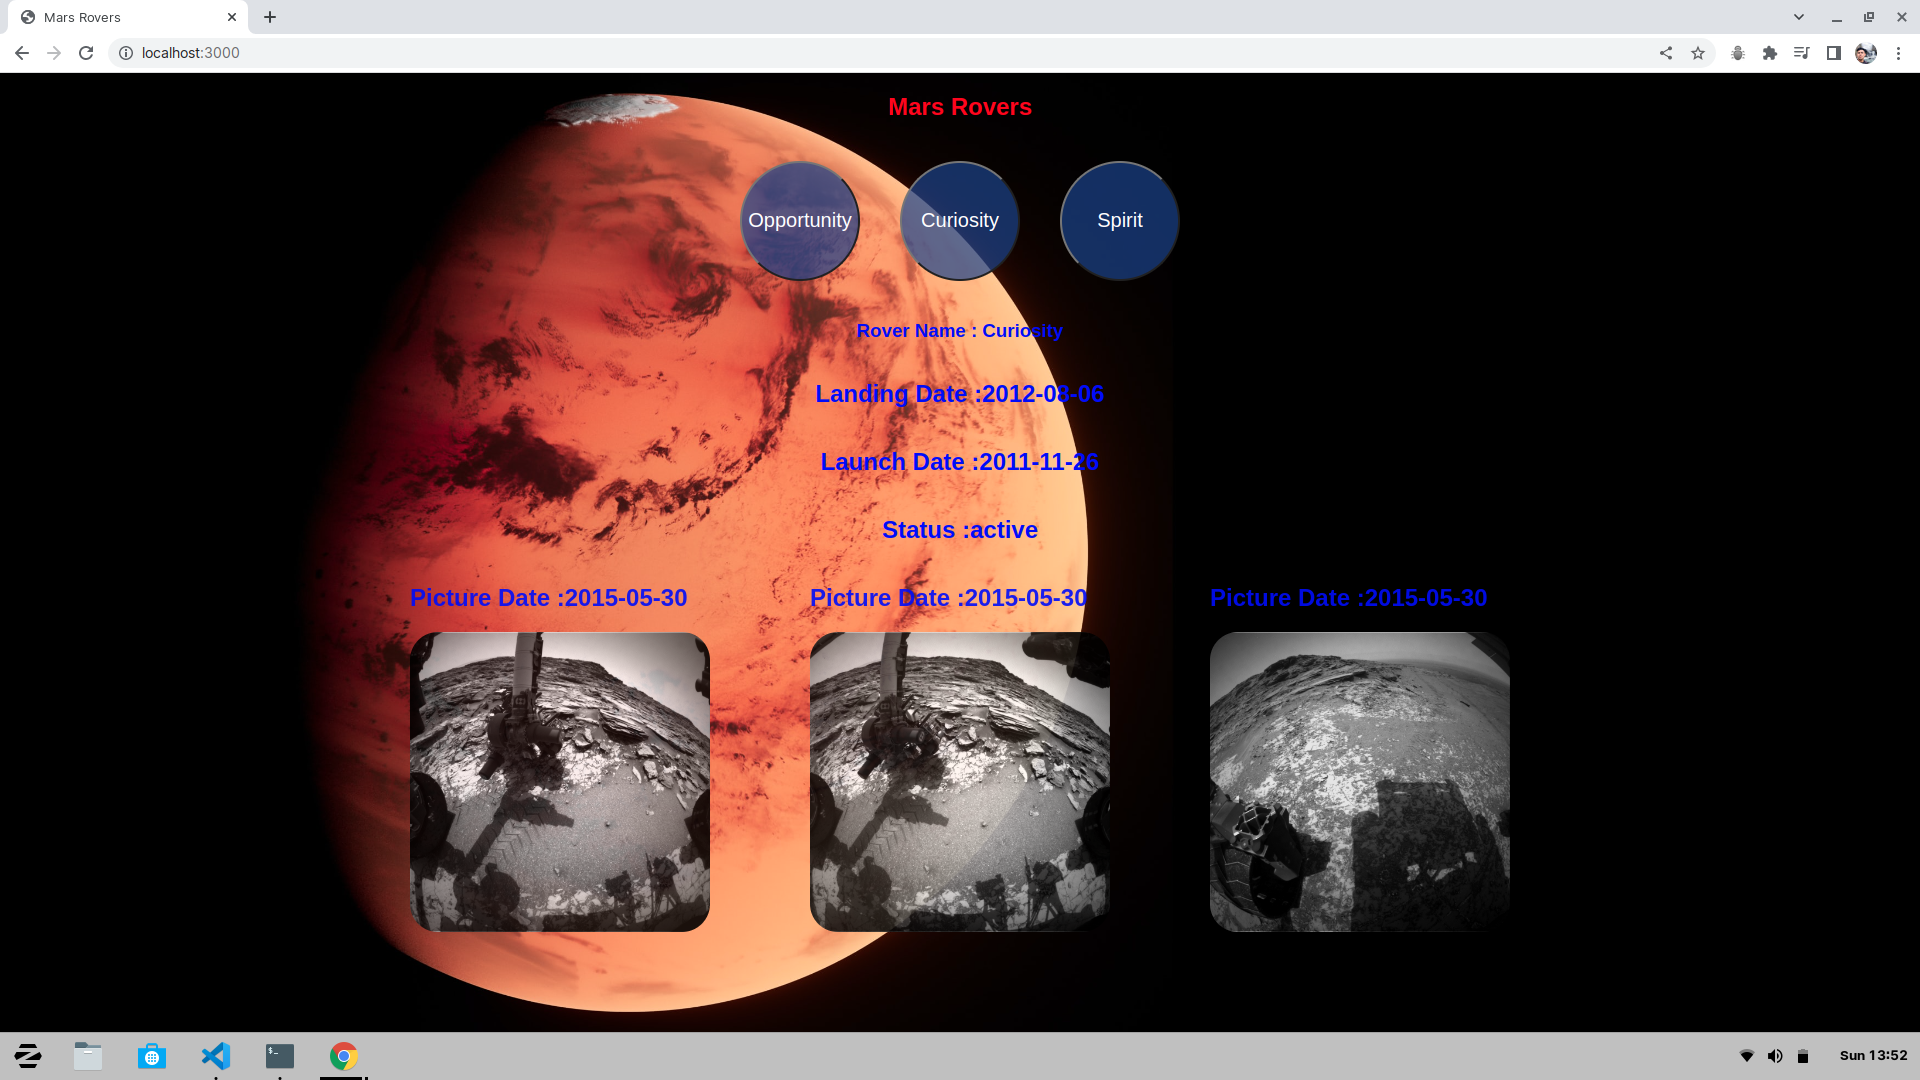 Mars Rovers
localhost:3000
Mars Rovers
Opportunity
Curiosity
Spirit
Rover Name : Curiosity
Landing Date :2012-08-06
Launch Date :2011-11-26
Status :active
Picture Date :2015-05-30
Picture Date :2015-05-30
Picture Date :2015-05-30
$-
Sun 13:52